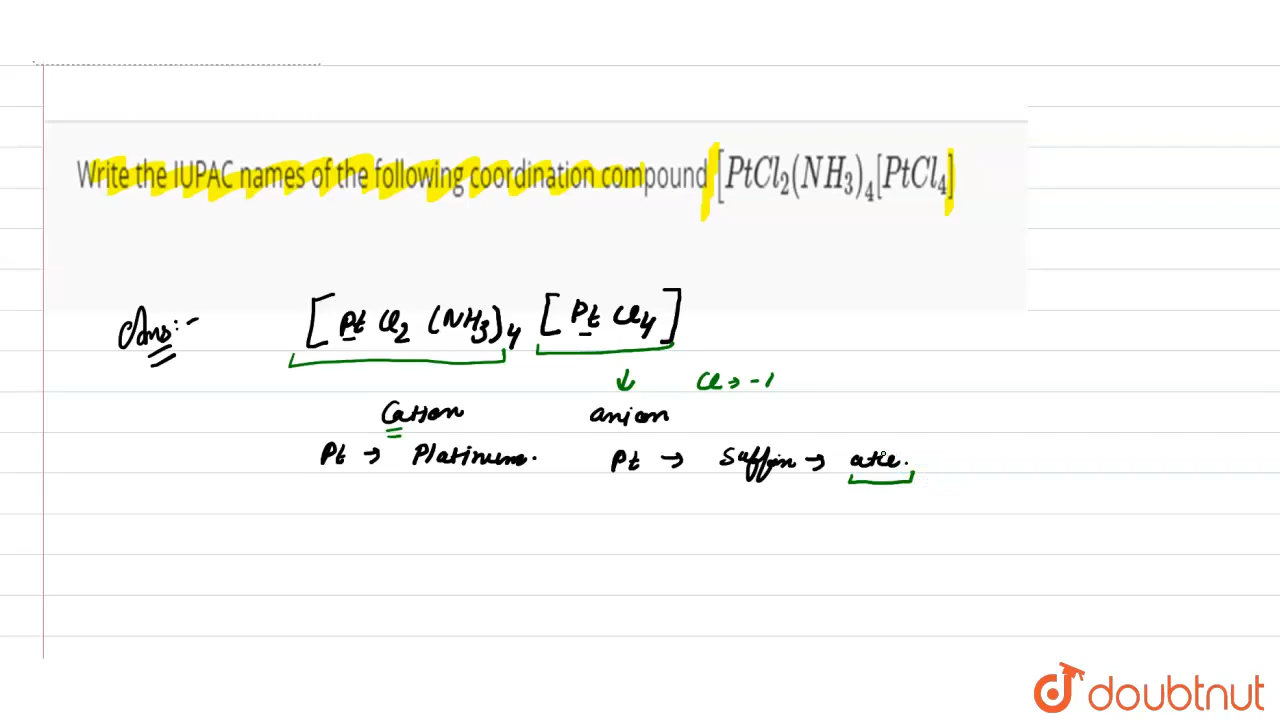 Write the IUPAC names of the following coordination compound [PtCl₂(NH₃)₄[PtCl₄]
Ans:-
[Pt Cl₂ (NH₃)₄ [Pt Cl₄]
↓ Cl → -1
Cation anion
Pt → Platinum. Pt → Suffix → ate.
doubtnut